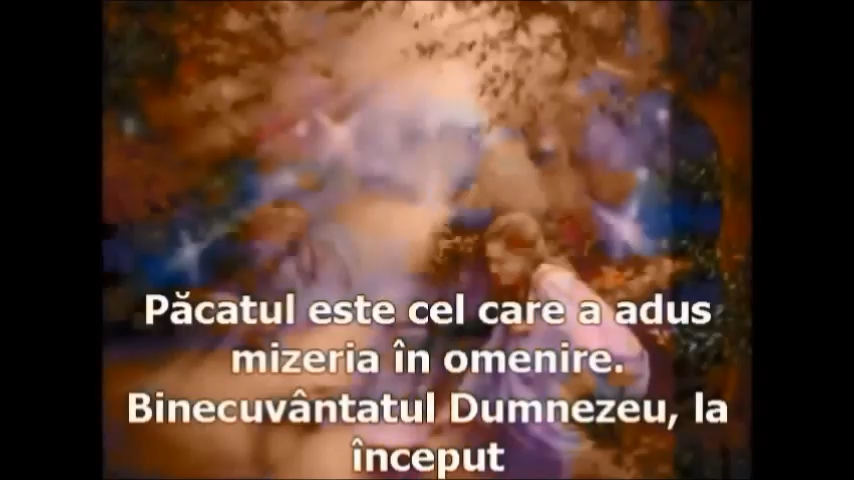 Păcatul este cel care a adus
mizeria în omenire.
Binecuvântatul Dumnezeu, la
început